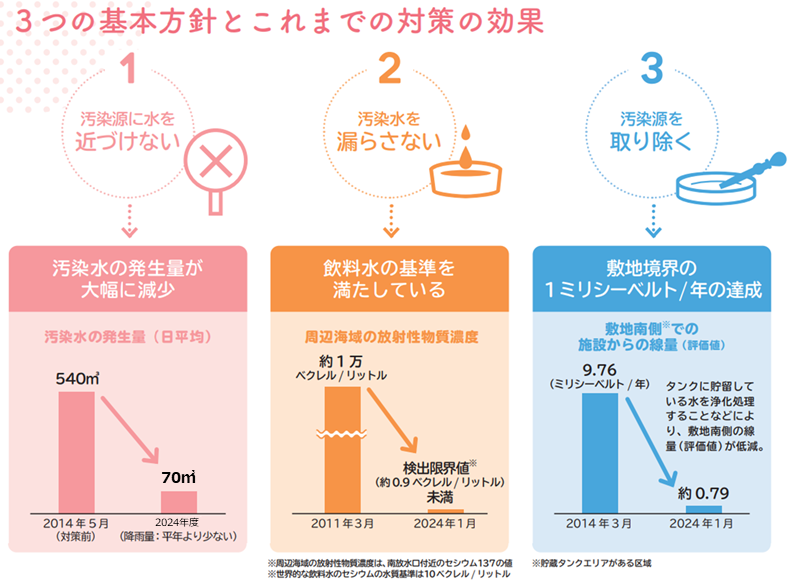 3つの基本方針とこれまでの対策の効果
1
汚染源に水を
近づけない
汚染水の発生量が
大幅に減少
汚染水の発生量（日平均）
540㎥
70㎥
2014年5月
（対策前）
2024年度
（降雨量：平年より少ない）
2
汚染水を
漏らさない
飲料水の基準を
満たしている
周辺海域の放射性物質濃度
約1万
ベクレル/リットル
検出限界値※
（約0.9ベクレル/リットル）
未満
2011年3月
2024年1月
※周辺海域の放射性物質濃度は、南放水口付近のセシウム137の値
※世界的な飲料水のセシウムの水質基準は10ベクレル/リットル
3
汚染源を
取り除く
敷地境界の
1ミリシーベルト/年の達成
敷地南側※での
施設からの線量（評価値）
9.76
（ミリシーベルト/年）
タンクに貯留して
いる水を浄化処理
することなどによ
り、敷地南側の線
量（評価値）が低減。
約0.79
2014年3月
2024年1月
※貯蔵タンクエリアがある区域